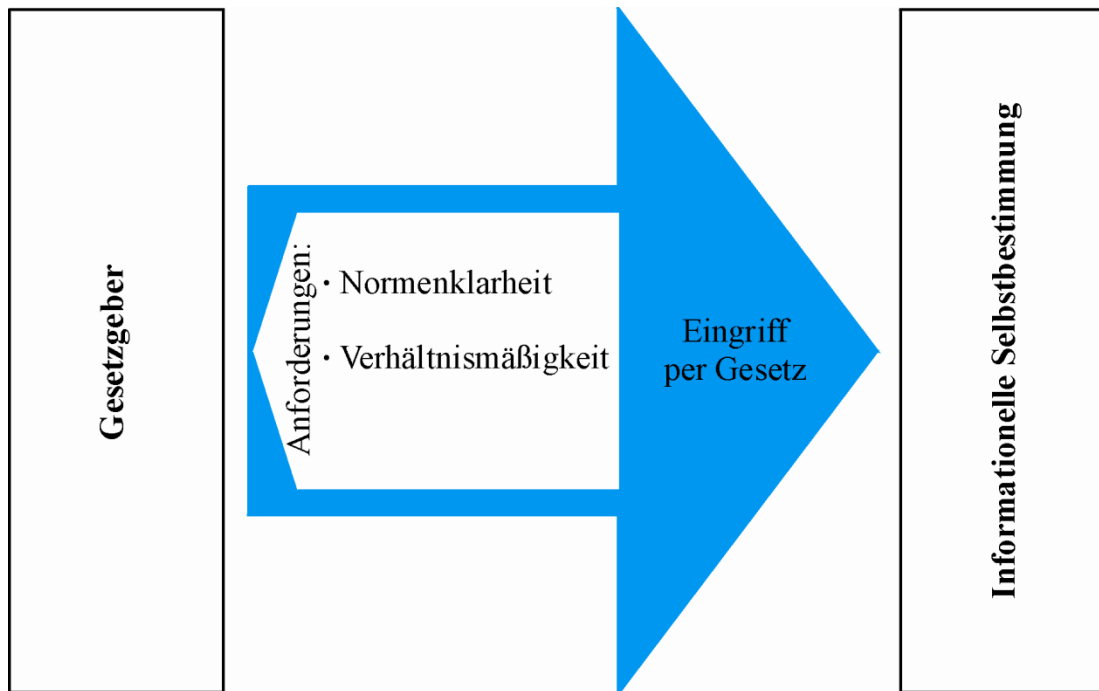 Gesetzgeber
Anforderungen:
· Normenklarheit
· Verhältnismäßigkeit
Eingriff
per Gesetz
Informationelle Selbstbestimmung